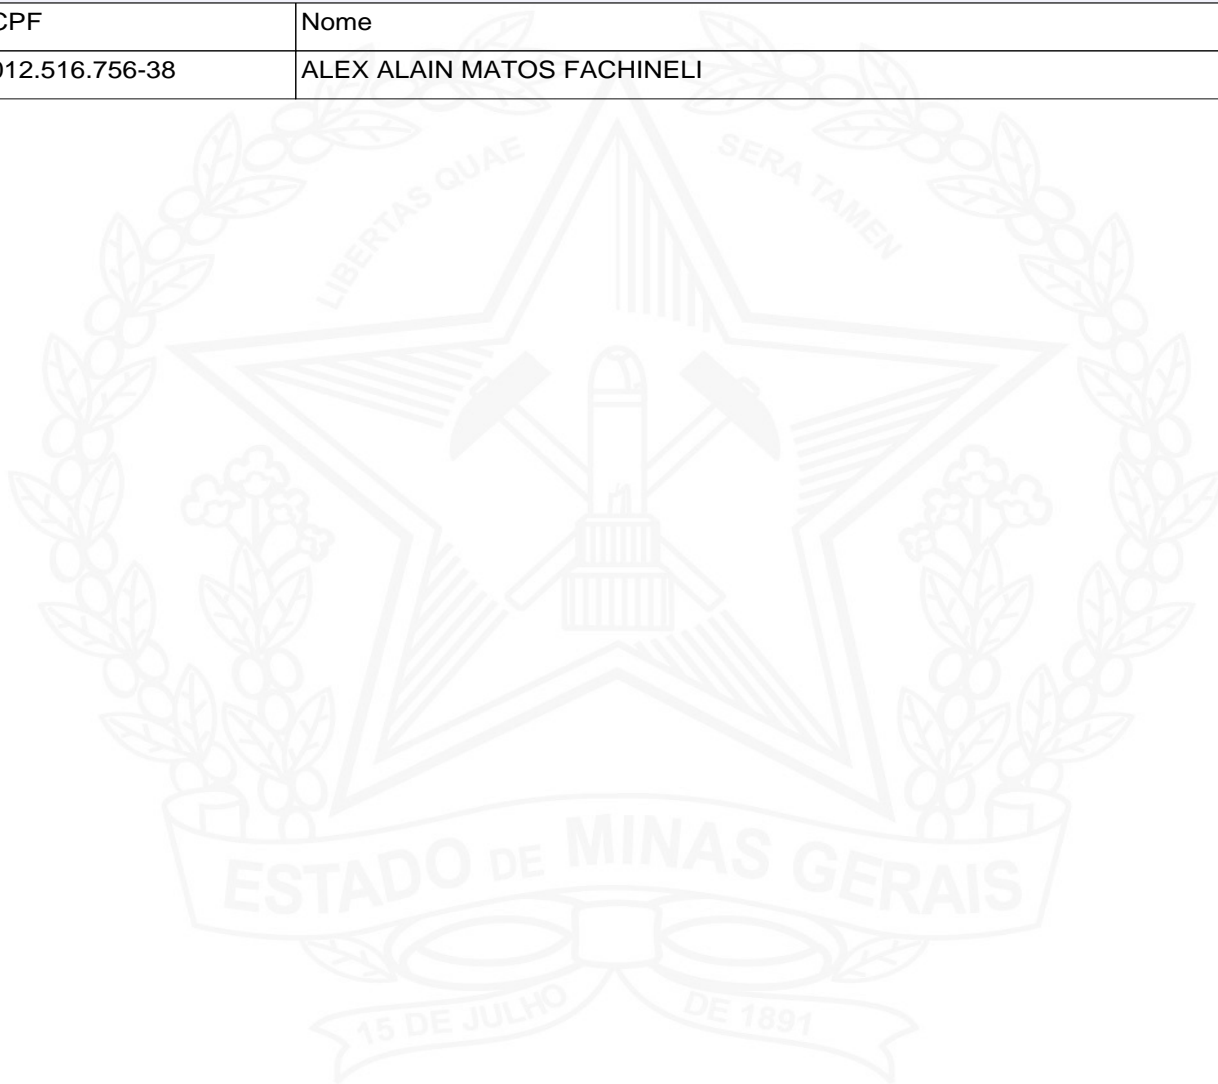 CPF Nome
012.516.756-38 ALEX ALAIN MATOS FACHINELI
LIBERTAS QUAE SERA TAMEN
ESTADO DE MINAS GERAIS
15 DE JULHO DE 1891